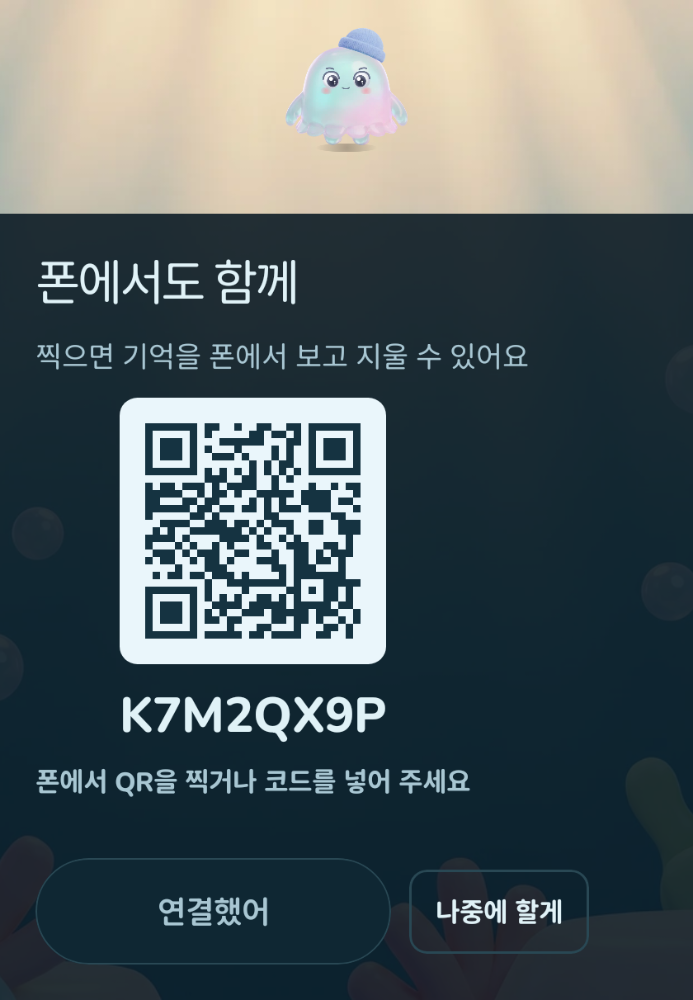 폰에서도 함께
찍으면 기억을 폰에서 보고 지울 수 있어요
K7M2QX9P
폰에서 QR을 찍거나 코드를 넣어 주세요
연결했어
나중에 할게